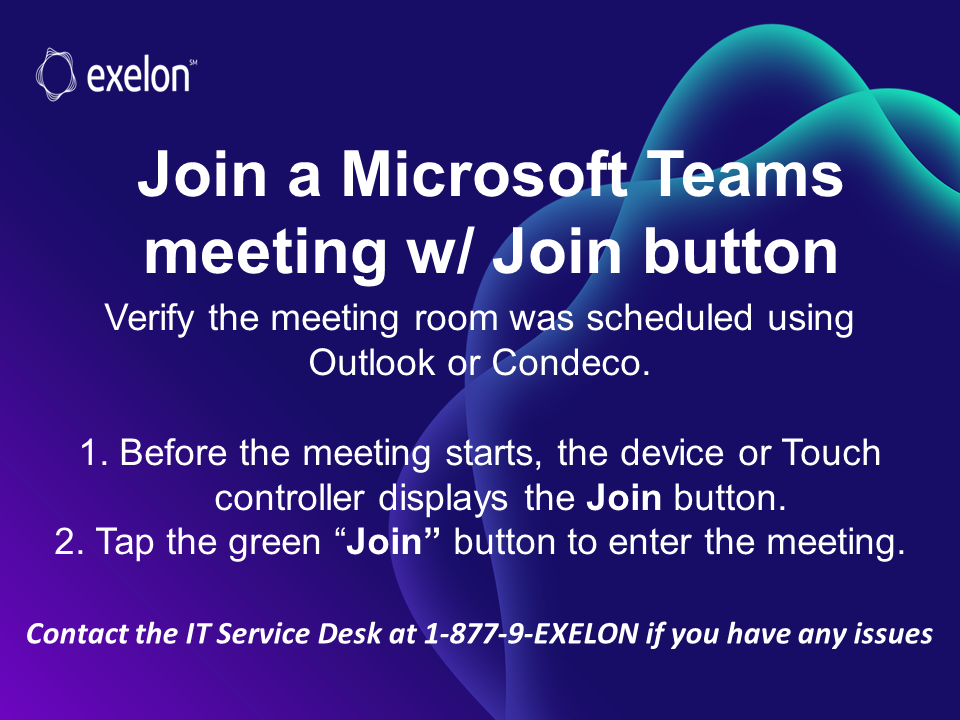 exelon℠
Join a Microsoft Teams
meeting w/ Join button
Verify the meeting room was scheduled using
Outlook or Condeco.
1. Before the meeting starts, the device or Touch
controller displays the Join button.
2. Tap the green “Join” button to enter the meeting.
Contact the IT Service Desk at 1-877-9-EXELON if you have any issues